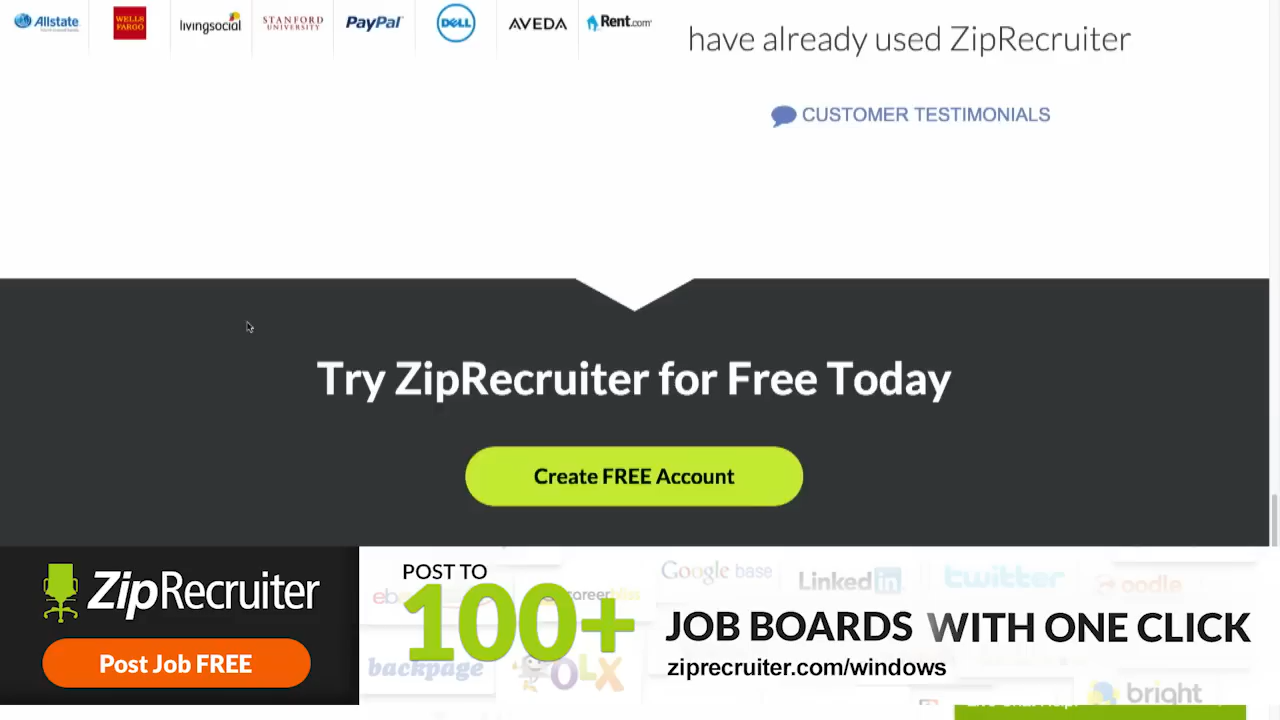 Allstate
WELLS FARGO
livingsocial
STANFORD UNIVERSITY
PayPal
DELL
AVEDA
Rent.com
have already used ZipRecruiter
CUSTOMER TESTIMONIALS
Try ZipRecruiter for Free Today
Create FREE Account
ZipRecruiter
Post Job FREE
POST TO
100+
JOB BOARDS WITH ONE CLICK
ziprecruiter.com/windows
Google base
LinkedIn
twitter
oodle
backpage
OLX
bright